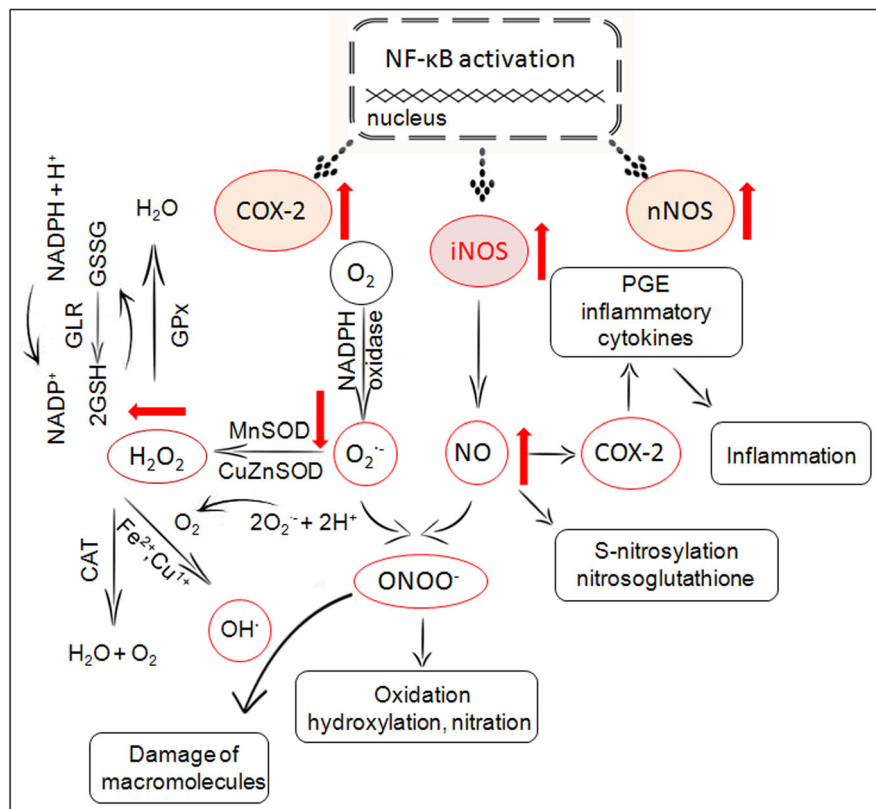 NF-κB activation
nucleus
COX-2
iNOS
nNOS
NADPH + H⁺
GSSG
H₂O
O₂
GLR
GPx
NADPH
oxidase
PGE
inflammatory
cytokines
NADP⁺
2GSH
MnSOD
CuZnSOD
H₂O₂
O₂·⁻
NO
COX-2
Inflammation
O₂
2O₂·⁻ + 2H⁺
CAT
Fe²⁺,Cu¹⁺
S-nitrosylation
nitrosoglutathione
ONOO⁻
OH·
H₂O + O₂
Oxidation
hydroxylation, nitration
Damage of
macromolecules